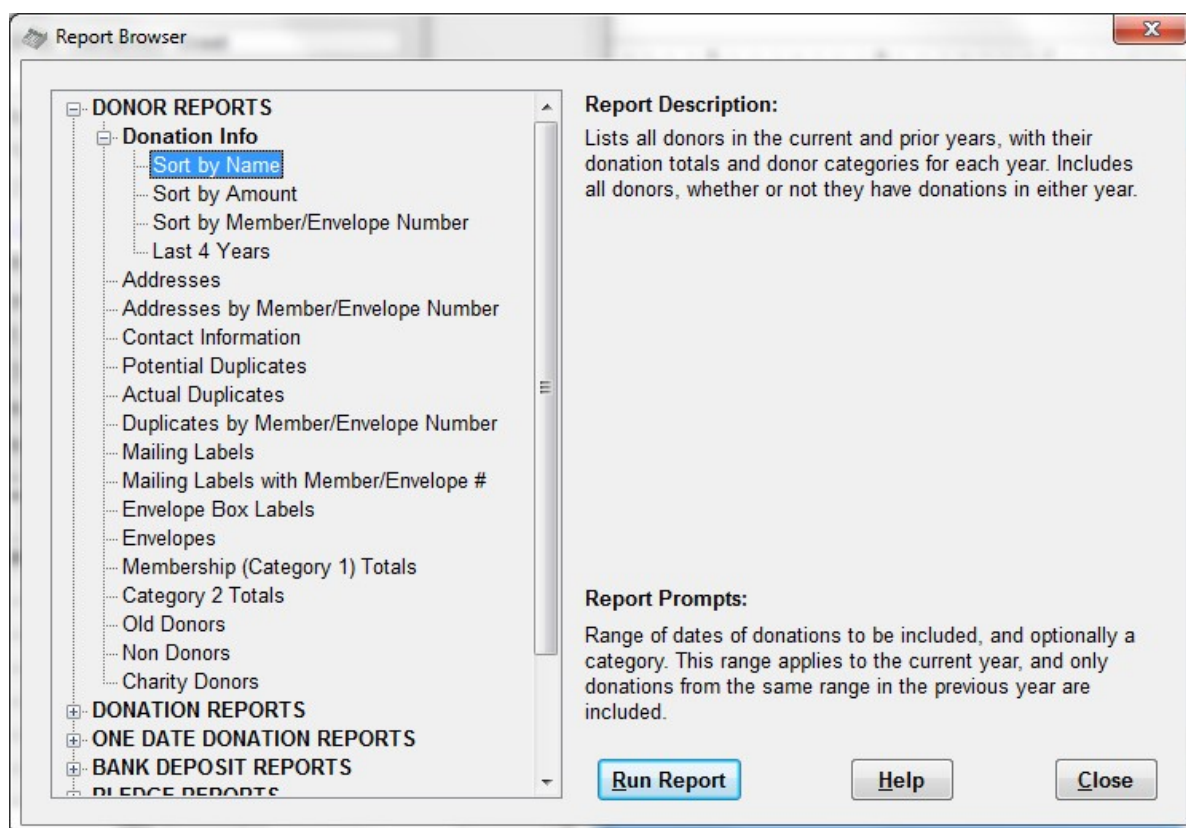 Report Browser
DONOR REPORTS
Donation Info
Sort by Name
Sort by Amount
Sort by Member/Envelope Number
Last 4 Years
Addresses
Addresses by Member/Envelope Number
Contact Information
Potential Duplicates
Actual Duplicates
Duplicates by Member/Envelope Number
Mailing Labels
Mailing Labels with Member/Envelope #
Envelope Box Labels
Envelopes
Membership (Category 1) Totals
Category 2 Totals
Old Donors
Non Donors
Charity Donors
DONATION REPORTS
ONE DATE DONATION REPORTS
BANK DEPOSIT REPORTS
PLEDGE REPORTS
Report Description:
Lists all donors in the current and prior years, with their
donation totals and donor categories for each year. Includes
all donors, whether or not they have donations in either year.
Report Prompts:
Range of dates of donations to be included, and optionally a
category. This range applies to the current year, and only
donations from the same range in the previous year are
included.
Run Report
Help
Close